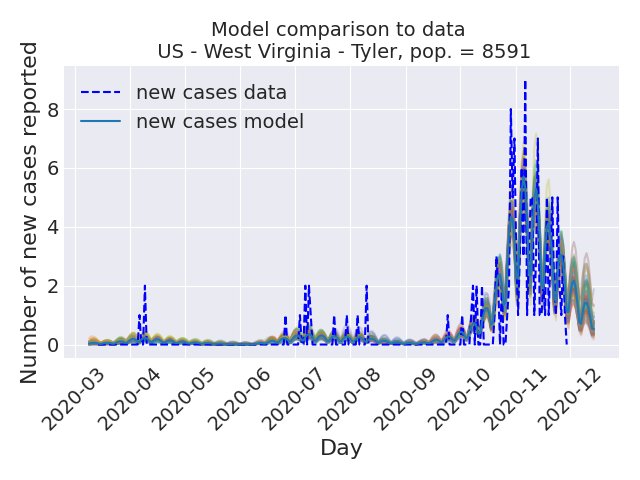 Model comparison to data
US - West Virginia - Tyler, pop. = 8591
Number of new cases reported
8
6
4
2
0
new cases data
new cases model
2020-03
2020-04
2020-05
2020-06
2020-07
2020-08
2020-09
2020-10
2020-11
2020-12
Day